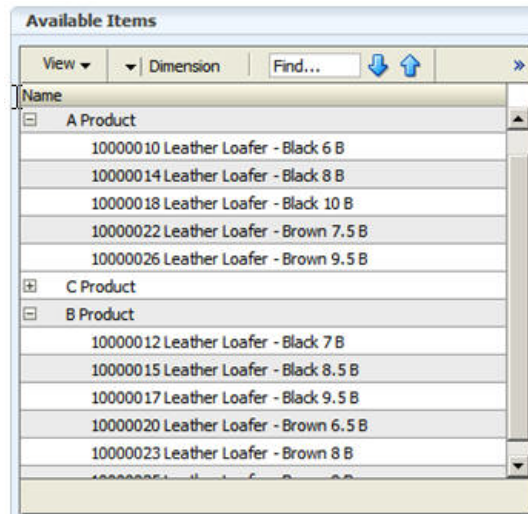 Available Items
View Dimension Find...
Name
A Product
10000010 Leather Loafer - Black 6 B
10000014 Leather Loafer - Black 8 B
10000018 Leather Loafer - Black 10 B
10000022 Leather Loafer - Brown 7.5 B
10000026 Leather Loafer - Brown 9.5 B
C Product
B Product
10000012 Leather Loafer - Black 7 B
10000015 Leather Loafer - Black 8.5 B
10000017 Leather Loafer - Black 9.5 B
10000020 Leather Loafer - Brown 6.5 B
10000023 Leather Loafer - Brown 8 B